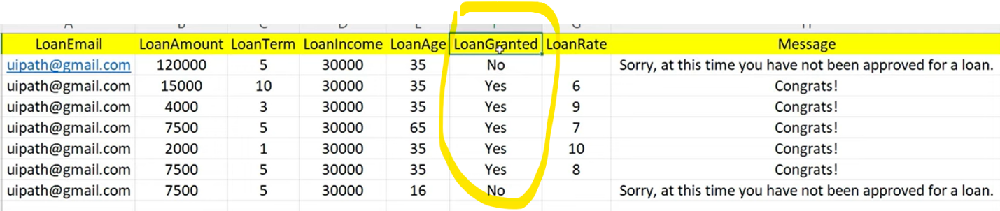 A B C D E F G H
LoanEmail LoanAmount LoanTerm LoanIncome LoanAge LoanGranted LoanRate Message
uipath@gmail.com 120000 5 30000 35 No Sorry, at this time you have not been approved for a loan.
uipath@gmail.com 15000 10 30000 35 Yes 6 Congrats!
uipath@gmail.com 4000 3 30000 35 Yes 9 Congrats!
uipath@gmail.com 7500 5 30000 65 Yes 7 Congrats!
uipath@gmail.com 2000 1 30000 35 Yes 10 Congrats!
uipath@gmail.com 7500 5 30000 35 Yes 8 Congrats!
uipath@gmail.com 7500 5 30000 16 No Sorry, at this time you have not been approved for a loan.